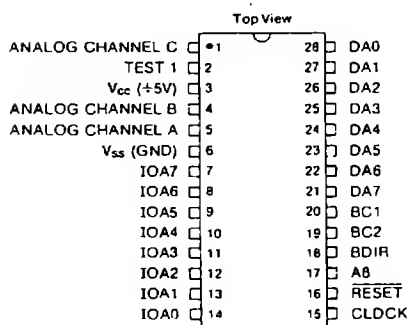 Top View
ANALOG CHANNEL C 1 28 DA0
TEST 1 2 27 DA1
Vcc (+5V) 3 26 DA2
ANALOG CHANNEL B 4 25 DA3
ANALOG CHANNEL A 5 24 DA4
Vss (GND) 6 23 DA5
IOA7 7 22 DA6
IOA6 8 21 DA7
IOA5 9 20 BC1
IOA4 10 19 BC2
IOA3 11 18 BDIR
IOA2 12 17 A8
IOA1 13 16 RESET
IOA0 14 15 CLOCK